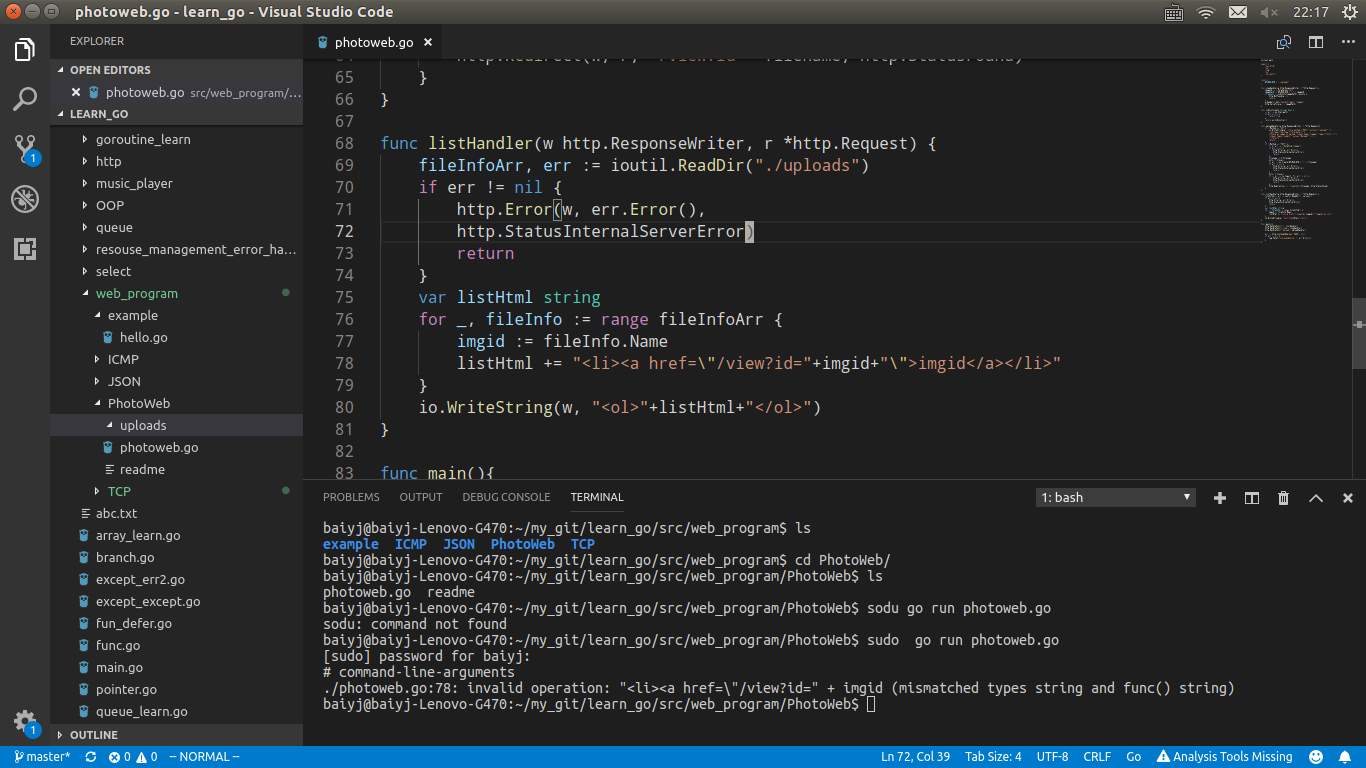 photoweb.go - learn_go - Visual Studio Code
22:17
EXPLORER
OPEN EDITORS
photoweb.go src/web_program/...
LEARN_GO
goroutine_learn
http
music_player
OOP
queue
resouse_management_error_ha...
select
web_program
example
hello.go
ICMP
JSON
PhotoWeb
uploads
photoweb.go
readme
TCP
abc.txt
array_learn.go
branch.go
except_err2.go
except_except.go
fun_defer.go
func.go
main.go
pointer.go
queue_learn.go
OUTLINE
1
1
photoweb.go
65 }
66 }
67
68 func listHandler(w http.ResponseWriter, r *http.Request) {
69 fileInfoArr, err := ioutil.ReadDir("./uploads")
70 if err != nil {
71 http.Error(w, err.Error(),
72 http.StatusInternalServerError)
73 return
74 }
75 var listHtml string
76 for _, fileInfo := range fileInfoArr {
77 imgid := fileInfo.Name
78 listHtml += "<li><a href=\"/view?id="+imgid+"\">imgid</a></li>"
79 }
80 io.WriteString(w, "<ol>"+listHtml+"</ol>")
81 }
82
83 func main(){
PROBLEMS OUTPUT DEBUG CONSOLE TERMINAL 1: bash
baiyj@baiyj-Lenovo-G470:~/my_git/learn_go/src/web_program$ ls
example ICMP JSON PhotoWeb TCP
baiyj@baiyj-Lenovo-G470:~/my_git/learn_go/src/web_program$ cd PhotoWeb/
baiyj@baiyj-Lenovo-G470:~/my_git/learn_go/src/web_program/PhotoWeb$ ls
photoweb.go readme
baiyj@baiyj-Lenovo-G470:~/my_git/learn_go/src/web_program/PhotoWeb$ sodu go run photoweb.go
sodu: command not found
baiyj@baiyj-Lenovo-G470:~/my_git/learn_go/src/web_program/PhotoWeb$ sudo  go run photoweb.go
[sudo] password for baiyj:
# command-line-arguments
./photoweb.go:78: invalid operation: "<li><a href=\"/view?id=" + imgid (mismatched types string and func() string)
baiyj@baiyj-Lenovo-G470:~/my_git/learn_go/src/web_program/PhotoWeb$
master* 0 0 -- NORMAL -- Ln 72, Col 39 Tab Size: 4 UTF-8 CRLF Go Analysis Tools Missing